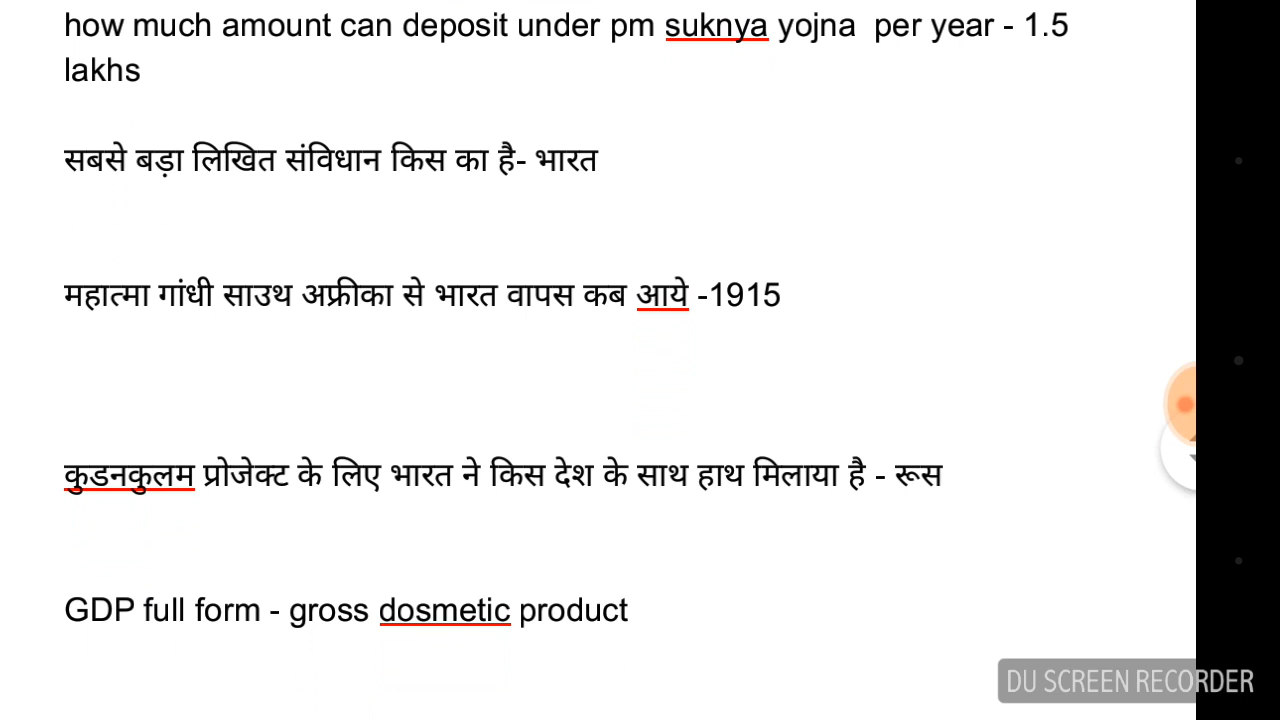 how much amount can deposit under pm suknya yojna per year - 1.5
lakhs
सबसे बड़ा लिखित संविधान किस का है- भारत
महात्मा गांधी साउथ अफ्रीका से भारत वापस कब आये -1915
कुडनकुलम प्रोजेक्ट के लिए भारत ने किस देश के साथ हाथ मिलाया है - रूस
GDP full form - gross dosmetic product
DU SCREEN RECORDER